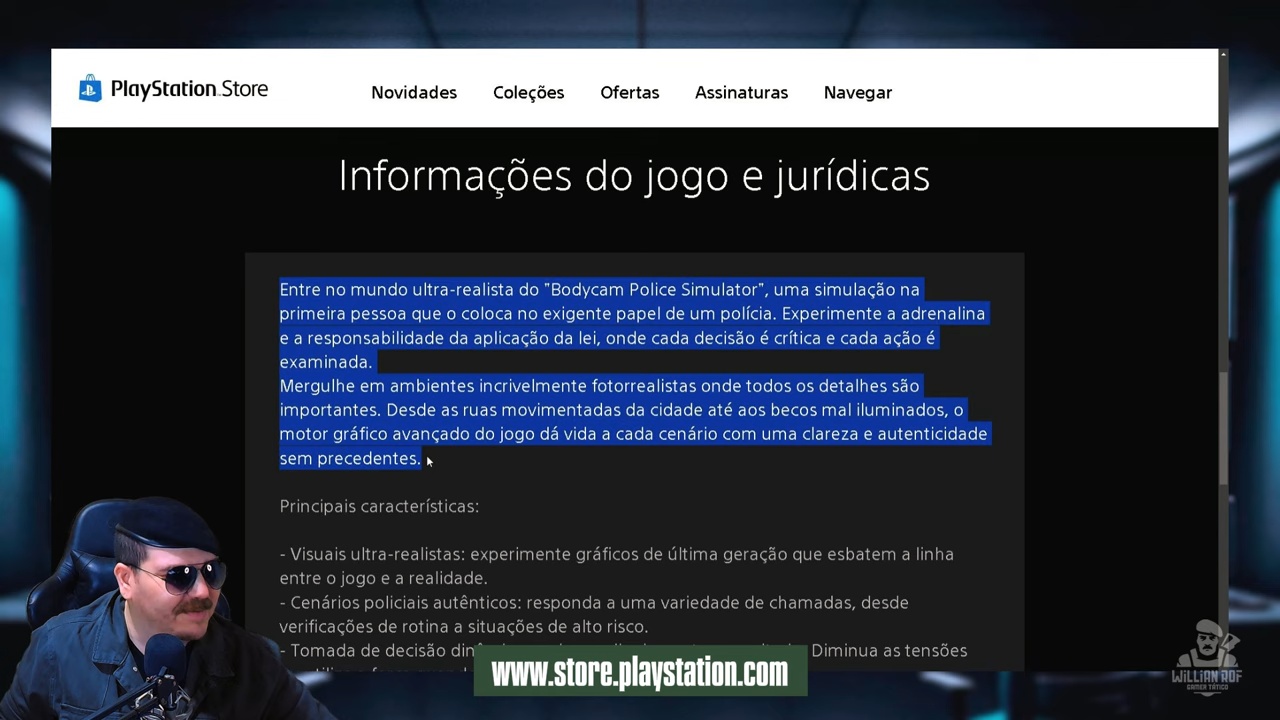 PlayStation Store
Novidades Coleções Ofertas Assinaturas Navegar
Informações do jogo e jurídicas
Entre no mundo ultra-realista do "Bodycam Police Simulator", uma simulação na
primeira pessoa que o coloca no exigente papel de um polícia. Experimente a adrenalina
e a responsabilidade da aplicação da lei, onde cada decisão é crítica e cada ação é
examinada.
Mergulhe em ambientes incrivelmente fotorrealistas onde todos os detalhes são
importantes. Desde as ruas movimentadas da cidade até aos becos mal iluminados, o
motor gráfico avançado do jogo dá vida a cada cenário com uma clareza e autenticidade
sem precedentes.
Principais características:
- Visuais ultra-realistas: experimente gráficos de última geração que esbatem a linha
entre o jogo e a realidade.
- Cenários policiais autênticos: responda a uma variedade de chamadas, desde
verificações de rotina a situações de alto risco.
- Tomada de decisão Diminua as tensões
www.store.playstation.com
WILLIAN ROF
GAMER TÁTICO